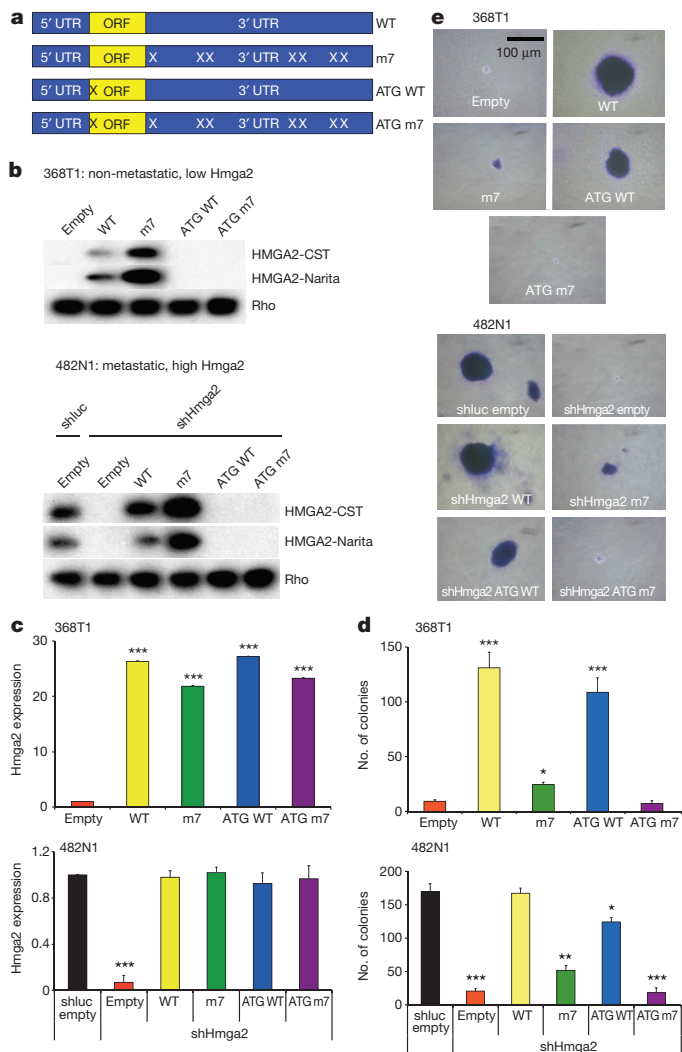 a
5′ UTR ORF 3′ UTR WT
5′ UTR ORF X XX 3′ UTR XX XX m7
5′ UTR X ORF 3′ UTR ATG WT
5′ UTR X ORF X XX 3′ UTR XX XX ATG m7
b
368T1: non-metastatic, low Hmga2
Empty WT m7 ATG WT ATG m7
HMGA2-CST
HMGA2-Narita
Rho
482N1: metastatic, high Hmga2
shluc shHmga2
Empty Empty WT m7 ATG WT ATG m7
HMGA2-CST
HMGA2-Narita
Rho
c
368T1
Hmga2 expression
30
20
10
0
*** *** *** ***
Empty WT m7 ATG WT ATG m7
482N1
Hmga2 expression
1.2
0.8
0.4
0
***
shluc empty Empty WT m7 ATG WT ATG m7
shHmga2
d
368T1
No. of colonies
150
100
50
0
*** * ***
Empty WT m7 ATG WT ATG m7
482N1
No. of colonies
200
150
100
50
0
*** ** * ***
shluc empty Empty WT m7 ATG WT ATG m7
shHmga2
e
368T1
100 µm
Empty WT
m7 ATG WT
ATG m7
482N1
shluc empty shHmga2 empty
shHmga2 WT shHmga2 m7
shHmga2 ATG WT shHmga2 ATG m7